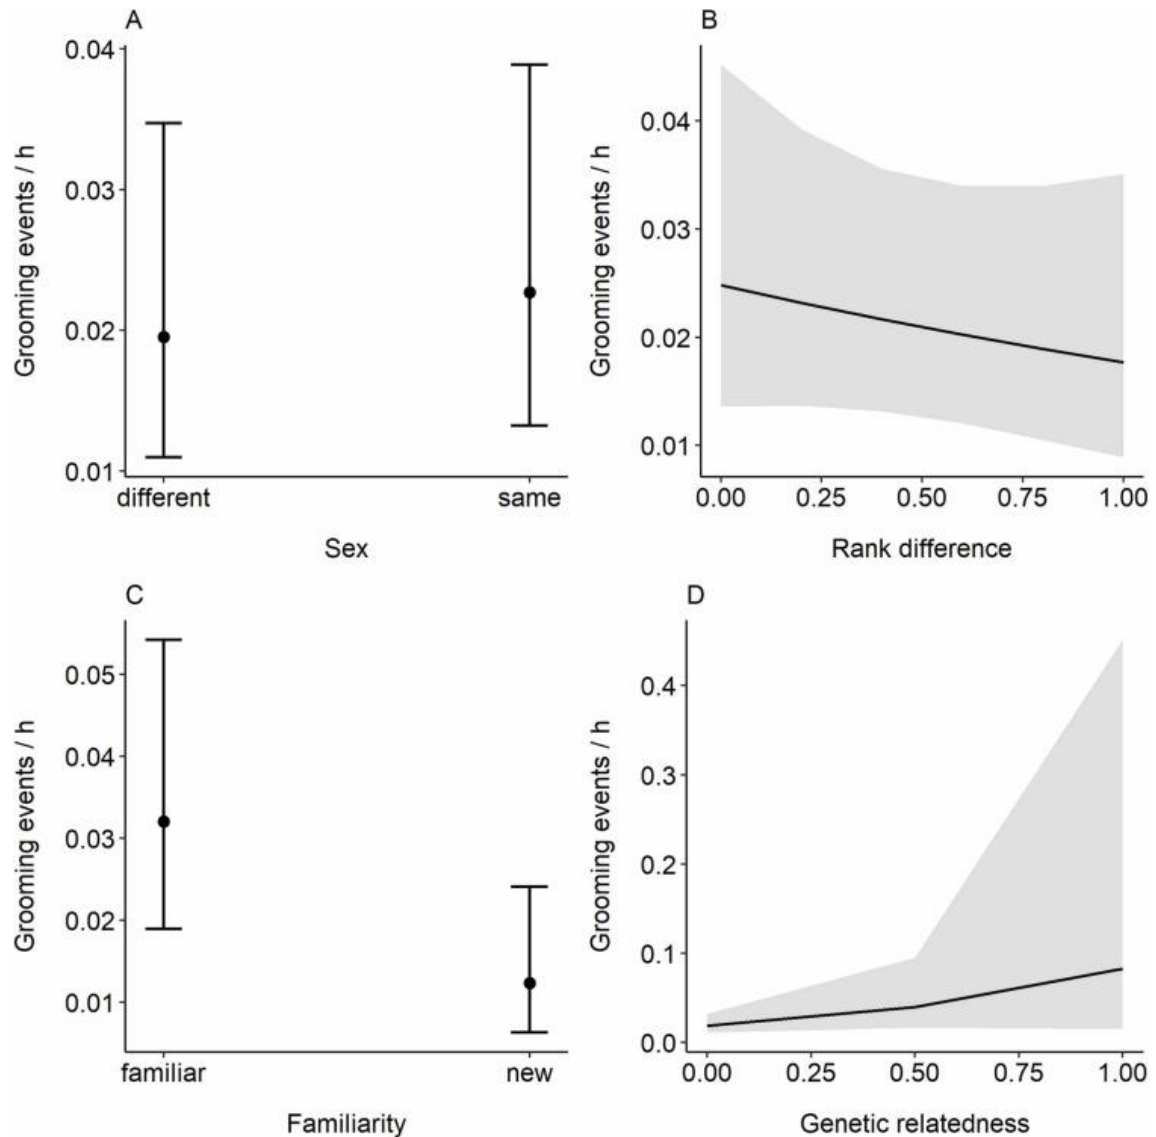 A
Grooming events / h
0.04
0.03
0.02
0.01
different
same
Sex
B
Grooming events / h
0.04
0.03
0.02
0.01
0.00 0.25 0.50 0.75 1.00
Rank difference
C
Grooming events / h
0.05
0.04
0.03
0.02
0.01
familiar
new
Familiarity
D
Grooming events / h
0.4
0.3
0.2
0.1
0.0
0.00 0.25 0.50 0.75 1.00
Genetic relatedness